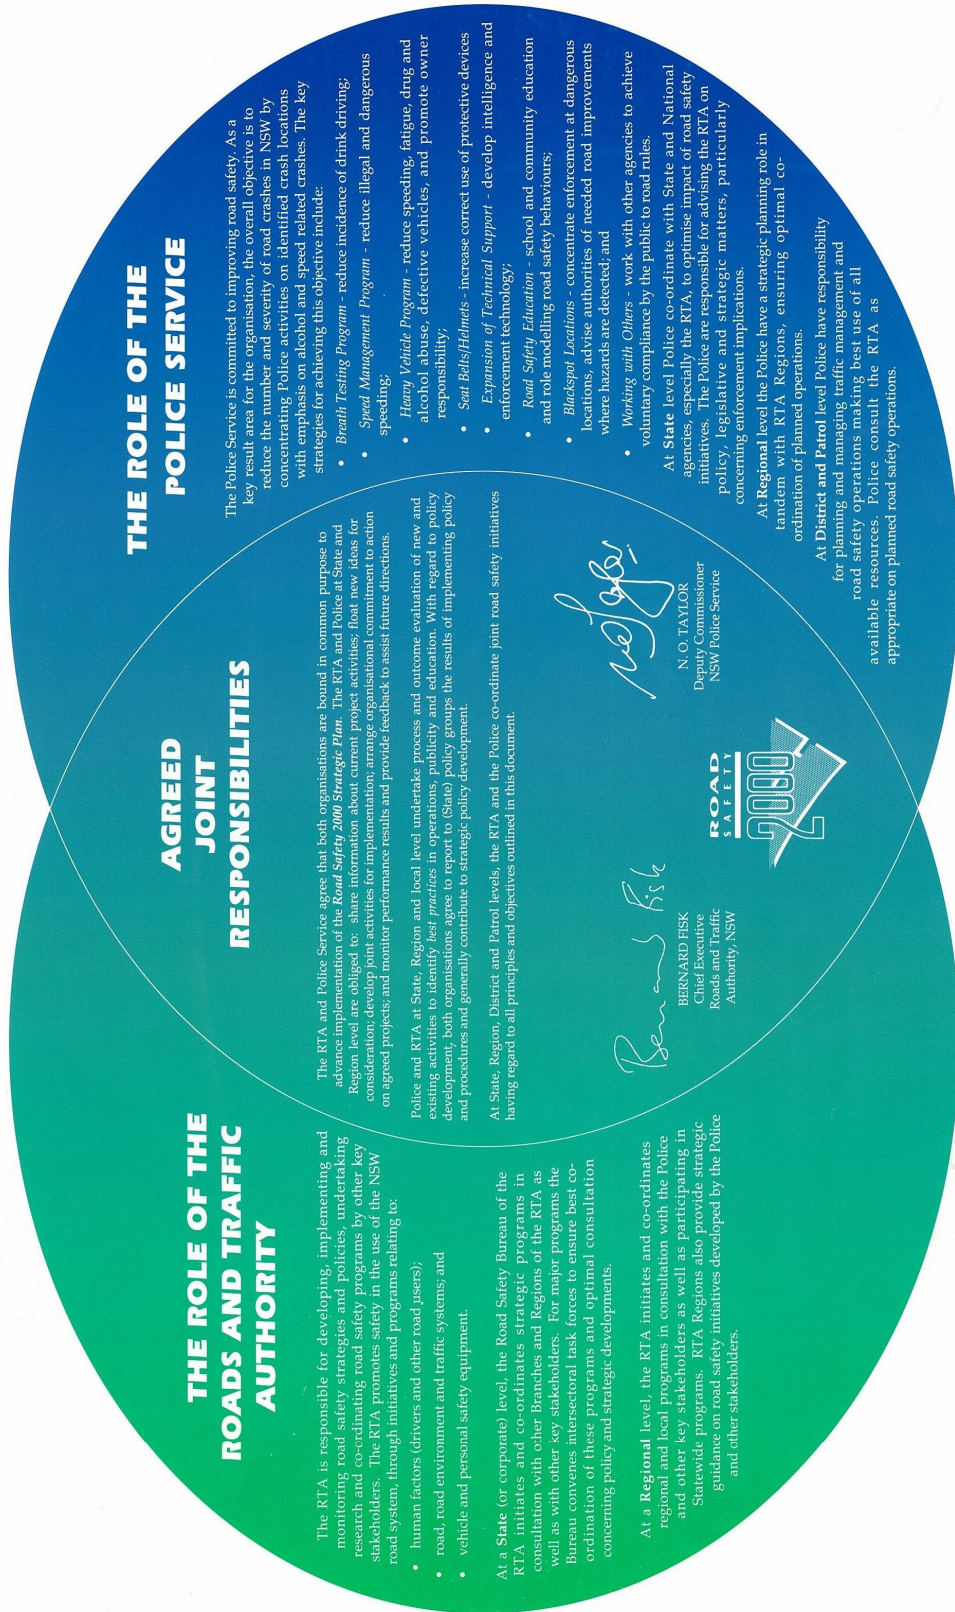 THE ROLE OF THE
ROADS AND TRAFFIC
AUTHORITY
The RTA is responsible for developing, implementing and
monitoring road safety strategies and policies, undertaking
research and co-ordinating road safety programs by other key
stakeholders. The RTA promotes safety in the use of the NSW
road system, through initiatives and programs relating to:
• human factors (drivers and other road users);
• road, road environment and traffic systems; and
• vehicle and personal safety equipment.
At a State (or corporate) level, the Road Safety Bureau of the
RTA initiates and co-ordinates strategic programs in
consultation with other Branches and Regions of the RTA as
well as with other key stakeholders. For major programs the
Bureau convenes intersectoral task forces to ensure best co-
ordination of these programs and optimal consultation
concerning policy and strategic developments.
At a Regional level, the RTA initiates and co-ordinates
regional and local programs in consultation with the Police
and other key stakeholders as well as participating in
Statewide programs. RTA Regions also provide strategic
guidance on road safety initiatives developed by the Police
and other stakeholders.
AGREED
JOINT
RESPONSIBILITIES
The RTA and Police Service agree that both organisations are bound in common purpose to
advance implementation of the Road Safety 2000 Strategic Plan. The RTA and Police at State and
Region level are obliged to: share information about current project activities; float new ideas for
consideration; develop joint activities for implementation; arrange organisational commitment to action
on agreed projects; and monitor performance results and provide feedback to assist future directions.
Police and RTA at State, Region and local level undertake process and outcome evaluation of new and
existing activities to identify best practices in operations, publicity and education. With regard to policy
development, both organisations agree to report to (State) policy groups the results of implementing policy
and procedures and generally contribute to strategic policy development.
At State, Region, District and Patrol levels, the RTA and the Police co-ordinate joint road safety initiatives
having regard to all principles and objectives outlined in this document.
Bernard Fisk
BERNARD FISK
Chief Executive
Roads and Traffic
Authority, NSW
ROAD
SAFETY
2000
N.O. TAYLOR
Deputy Commissioner
NSW Police Service
THE ROLE OF THE
POLICE SERVICE
The Police Service is committed to improving road safety. As a
key result area for the organisation, the overall objective is to
reduce the number and severity of road crashes in NSW by
concentrating Police activities on identified crash locations
with emphasis on alcohol and speed related crashes. The key
strategies for achieving this objective include:
• Breath Testing Program - reduce incidence of drink driving;
• Speed Management Program - reduce illegal and dangerous
speeding;
• Heavy Vehicle Program - reduce speeding, fatigue, drug and
alcohol abuse, defective vehicles, and promote owner
responsibility;
• Seat Belts/Helmets - increase correct use of protective devices
• Expansion of Technical Support - develop intelligence and
enforcement technology;
• Road Safety Education - school and community education
and role modelling road safety behaviours;
• Blackspot Locations - concentrate enforcement at dangerous
locations, advise authorities of needed road improvements
where hazards are detected; and
• Working with Others - work with other agencies to achieve
voluntary compliance by the public to road rules.
At State level Police co-ordinate with State and National
agencies, especially the RTA, to optimise impact of road safety
initiatives. The Police are responsible for advising the RTA on
policy, legislative and strategic matters, particularly
concerning enforcement implications.
At Regional level the Police have a strategic planning role in
tandem with RTA Regions, ensuring optimal co-
ordination of planned operations.
At District and Patrol level Police have responsibility
for planning and managing traffic management and
road safety operations making best use of all
available resources. Police consult the RTA as
appropriate on planned road safety operations.